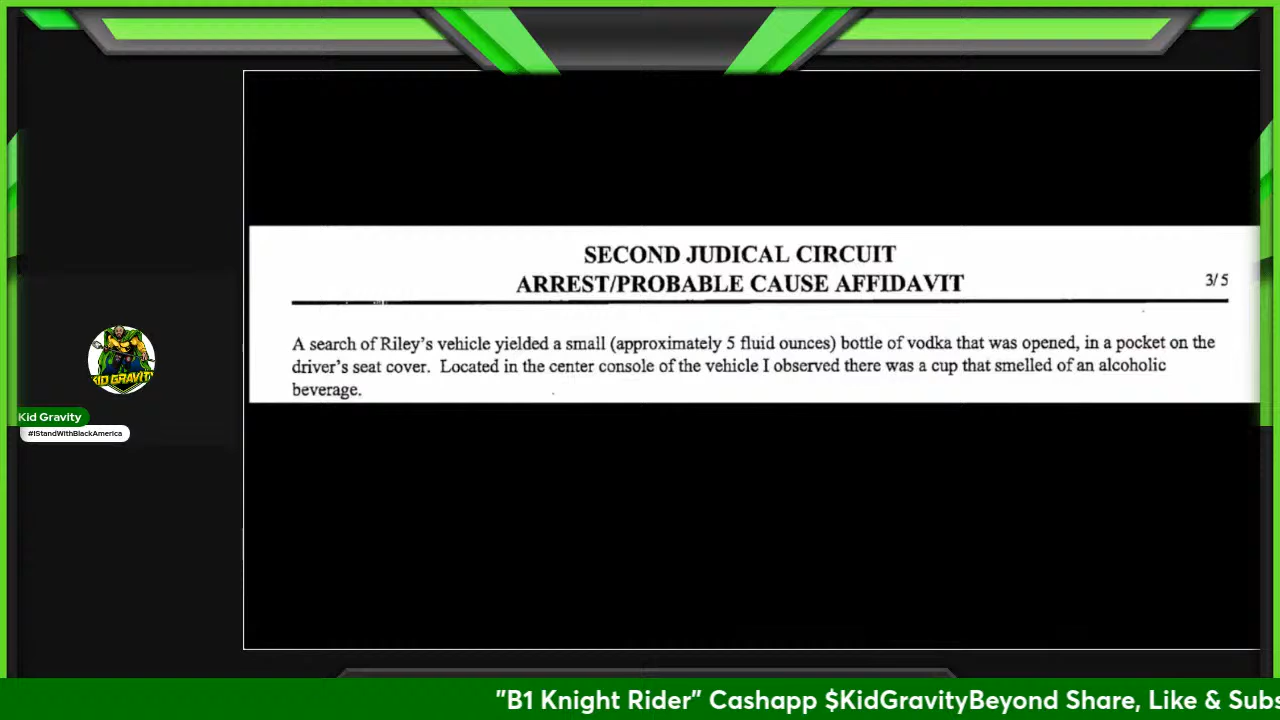 SECOND JUDICAL CIRCUIT
ARREST/PROBABLE CAUSE AFFIDAVIT
3/5
A search of Riley's vehicle yielded a small (approximately 5 fluid ounces) bottle of vodka that was opened, in a pocket on the
driver's seat cover. Located in the center console of the vehicle I observed there was a cup that smelled of an alcoholic
beverage.
KID GRAVITY
Kid Gravity
#IStandWithBlackAmerica
"B1 Knight Rider" Cashapp $KidGravityBeyond Share, Like & Subs